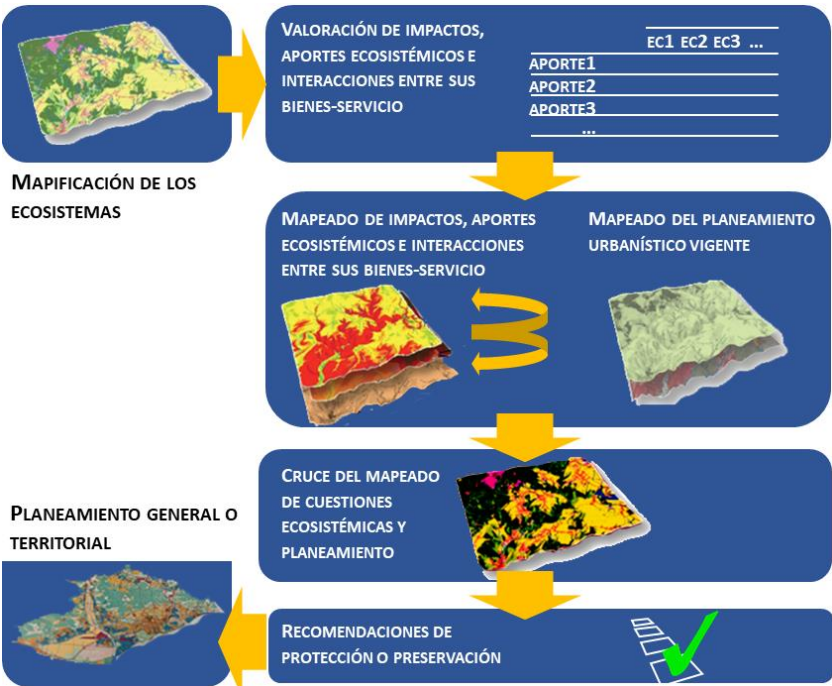 VALORACIÓN DE IMPACTOS,
APORTES ECOSISTÉMICOS E
INTERACCIONES ENTRE SUS
BIENES-SERVICIO
EC1 EC2 EC3 ...
APORTE1
APORTE2
APORTE3
...
MAPIFICACIÓN DE LOS
ECOSISTEMAS
MAPEADO DE IMPACTOS, APORTES
ECOSISTÉMICOS E INTERACCIONES
ENTRE SUS BIENES-SERVICIO
MAPEADO DEL PLANEAMIENTO
URBANÍSTICO VIGENTE
CRUCE DEL MAPEADO
DE CUESTIONES
ECOSISTÉMICAS Y
PLANEAMIENTO
PLANEAMIENTO GENERAL O
TERRITORIAL
RECOMENDACIONES DE
PROTECCIÓN O PRESERVACIÓN